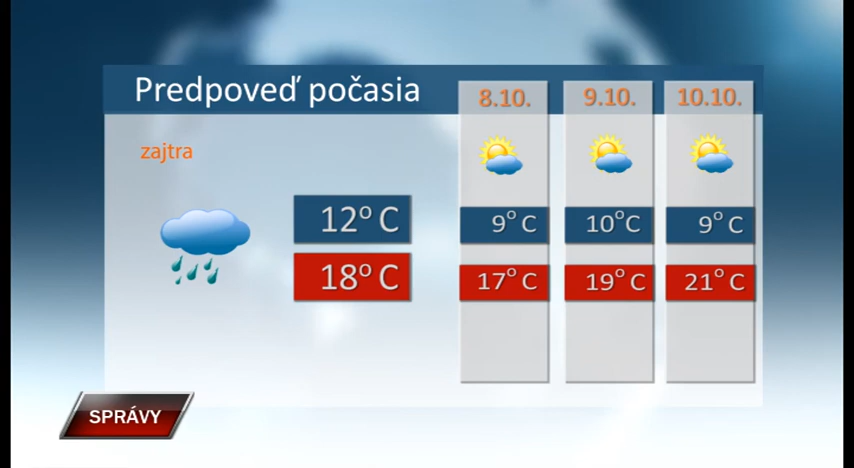 Predpoveď počasia
zajtra
12° C
18° C
8.10.
9° C
17° C
9.10.
10°C
19° C
10.10.
9° C
21° C
SPRÁVY